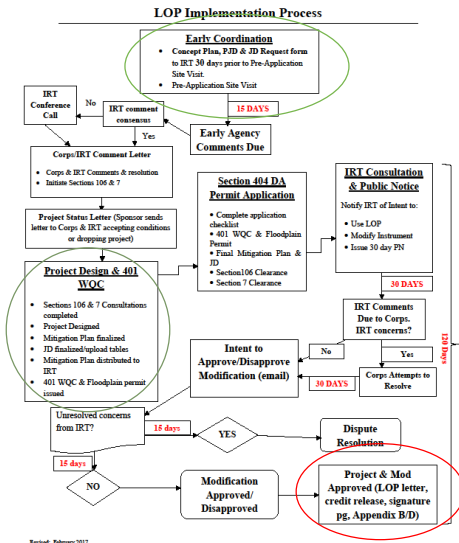 LOP Implementation Process
Early Coordination
• Concept Plan, PJD & JD Request form
to IRT 30 days prior to Pre-Application
Site Visit.
• Pre-Application Site Visit
15 DAYS
Early Agency
Comments Due
IRT comment
consensus
No
Yes
IRT
Conference
Call
Corps/IRT Comment Letter
• Corps & IRT Comments & resolution
• Initiate Sections 106 & 7
Project Status Letter (Sponsor sends
letter to Corps & IRT accepting conditions
or dropping project)
Project Design & 401
WQC
• Sections 106 & 7 Consultations
completed
• Project Designed
• Mitigation Plan finalized
• JD finalized/upload tables
• Mitigation Plan distributed to
IRT
• 401 WQC & Floodplain permit
issued
Section 404 DA
Permit Application
• Complete application
checklist
• 401 WQC & Floodplain
Permit
• Final Mitigation Plan &
JD
• Section106 Clearance
• Section 7 Clearance
IRT Consultation
& Public Notice
Notify IRT of Intent to:
• Use LOP
• Modify Instrument
• Issue 30 day PN
30 DAYS
IRT Comments
Due to Corps.
IRT concerns?
No
Yes
Corps Attempts to
Resolve
30 DAYS
120 Days
Intent to
Approve/Disapprove
Modification (email)
Unresolved concerns
from IRT?
15 days
YES
Dispute
Resolution
15 days
NO
Modification
Approved/
Disapproved
Project & Mod
Approved (LOP letter,
credit release, signature
pg, Appendix B/D)
Revised: February 2017